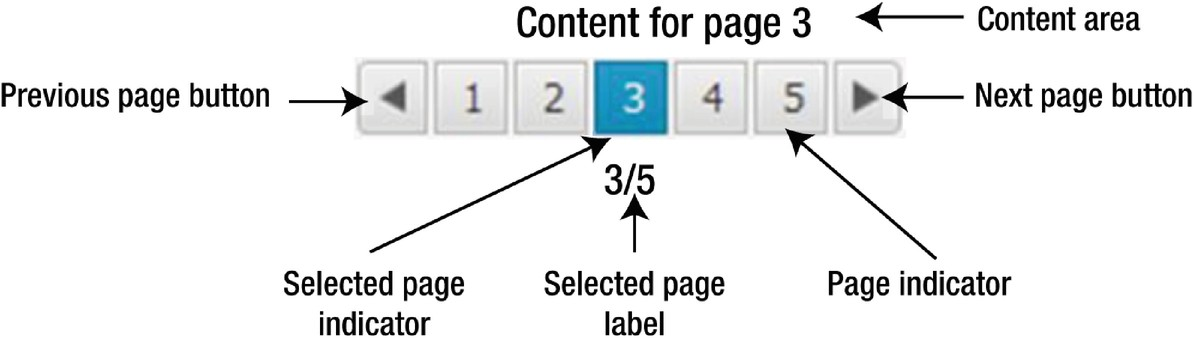 Content for page 3
Content area
Previous page button
1 2 3 4 5
Next page button
3/5
Selected page
indicator
Selected page
label
Page indicator